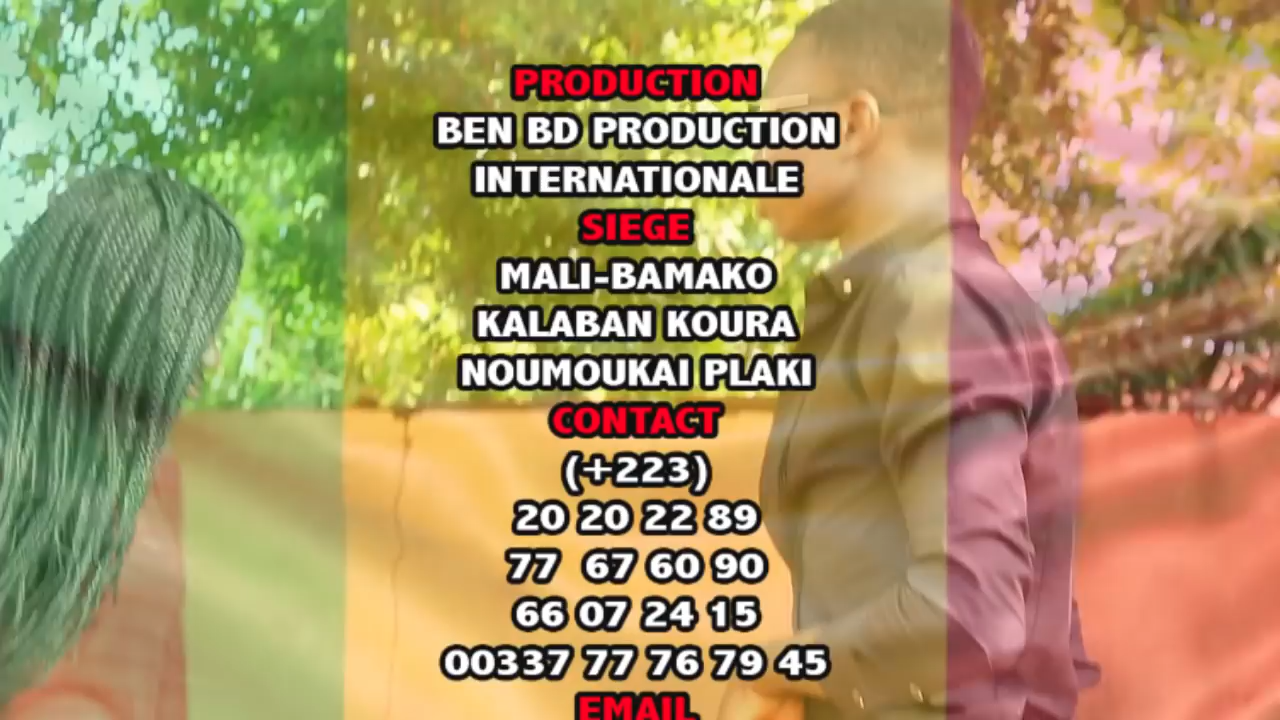 PRODUCTION
BEN BD PRODUCTION
INTERNATIONALE
SIEGE
MALI-BAMAKO
KALABAN KOURA
NOUMOUKAI PLAKI
CONTACT
(+223)
20 20 22 89
77  67 60 90
66 07 24 15
00337 77 76 79 45
EMAIL